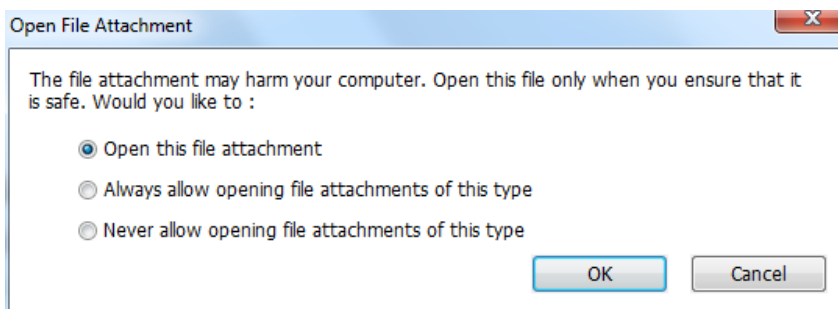 Open File Attachment
The file attachment may harm your computer. Open this file only when you ensure that it
is safe. Would you like to :
Open this file attachment
Always allow opening file attachments of this type
Never allow opening file attachments of this type
OK Cancel